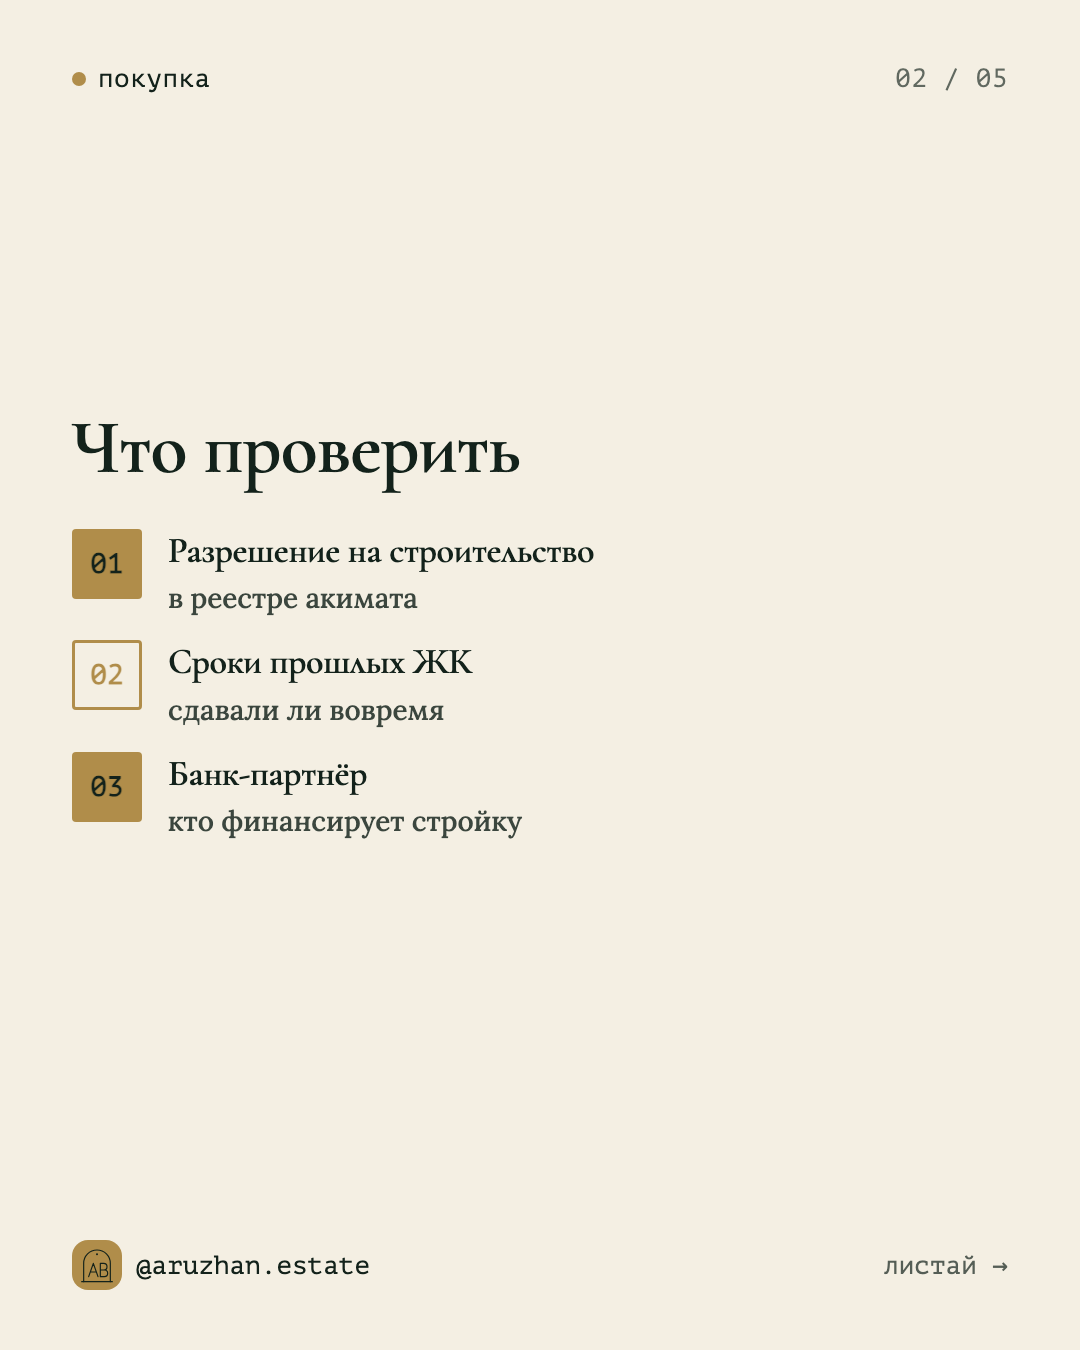 покупка
02 / 05
Что проверить
01
Разрешение на строительство
в реестре акимата
02
Сроки прошлых ЖК
сдавали ли вовремя
03
Банк-партнёр
кто финансирует стройку
АВ
@aruzhan.estate
листай →